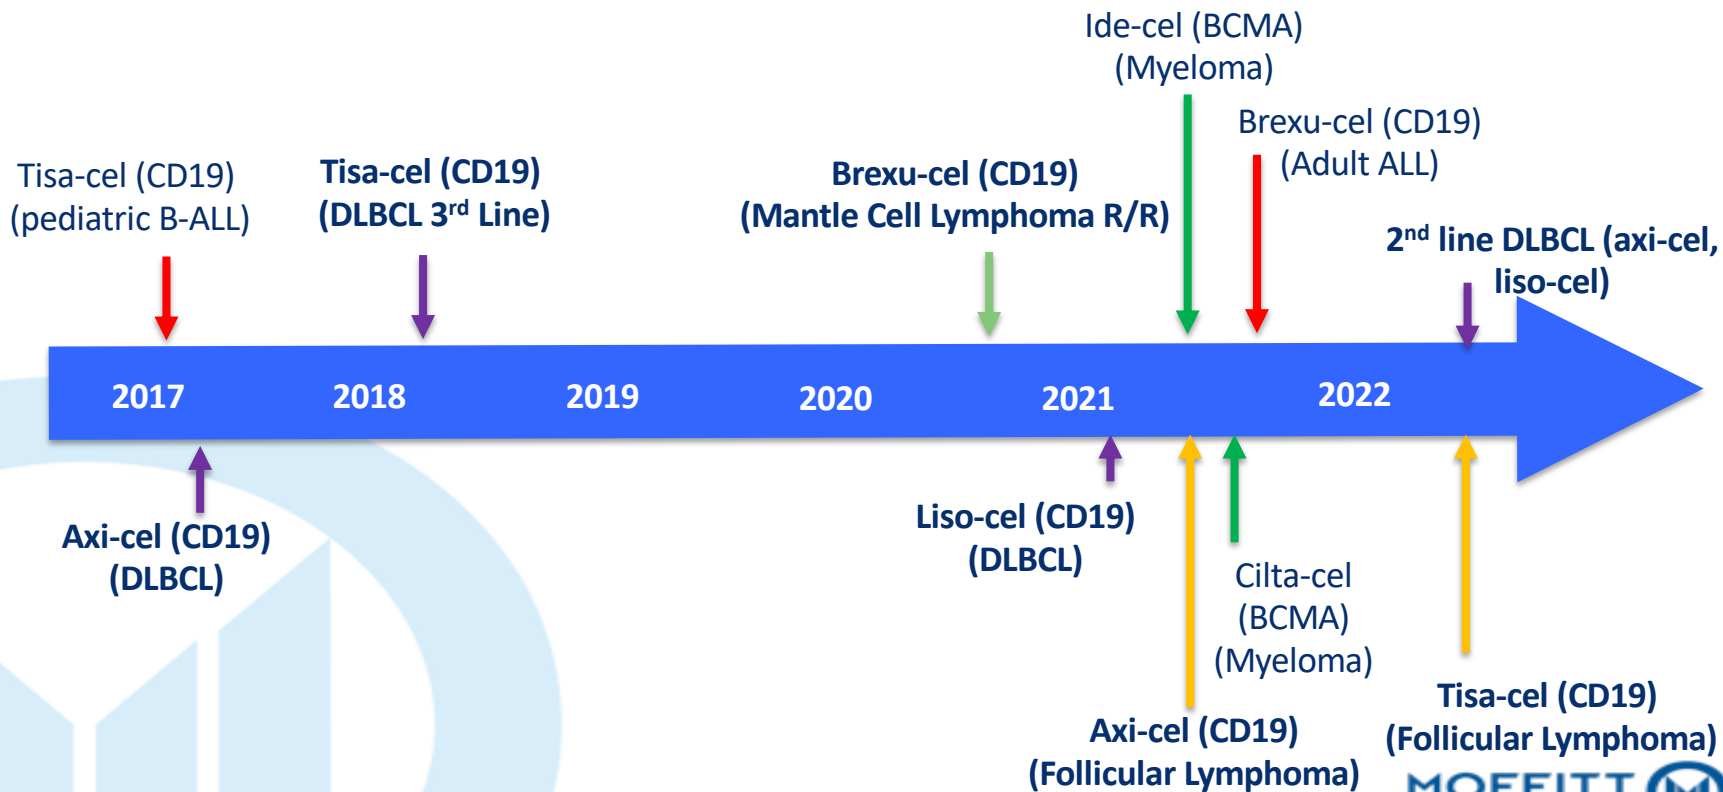 Ide-cel (BCMA)
(Myeloma)
Brexu-cel (CD19)
(Adult ALL)
Tisa-cel (CD19)
(pediatric B-ALL)
Tisa-cel (CD19)
(DLBCL 3rd Line)
Brexu-cel (CD19)
(Mantle Cell Lymphoma R/R)
2nd line DLBCL (axi-cel,
liso-cel)
2017
2018
2019
2020
2021
2022
Axi-cel (CD19)
(DLBCL)
Liso-cel (CD19)
(DLBCL)
Cilta-cel
(BCMA)
(Myeloma)
Axi-cel (CD19)
(Follicular Lymphoma)
Tisa-cel (CD19)
(Follicular Lymphoma)
MOFFITT